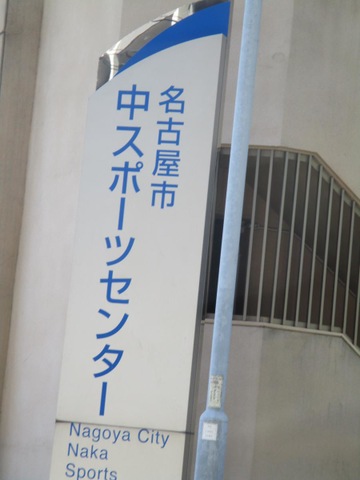 名古屋市
中スポーツセンター
Nagoya City
Naka
Sports